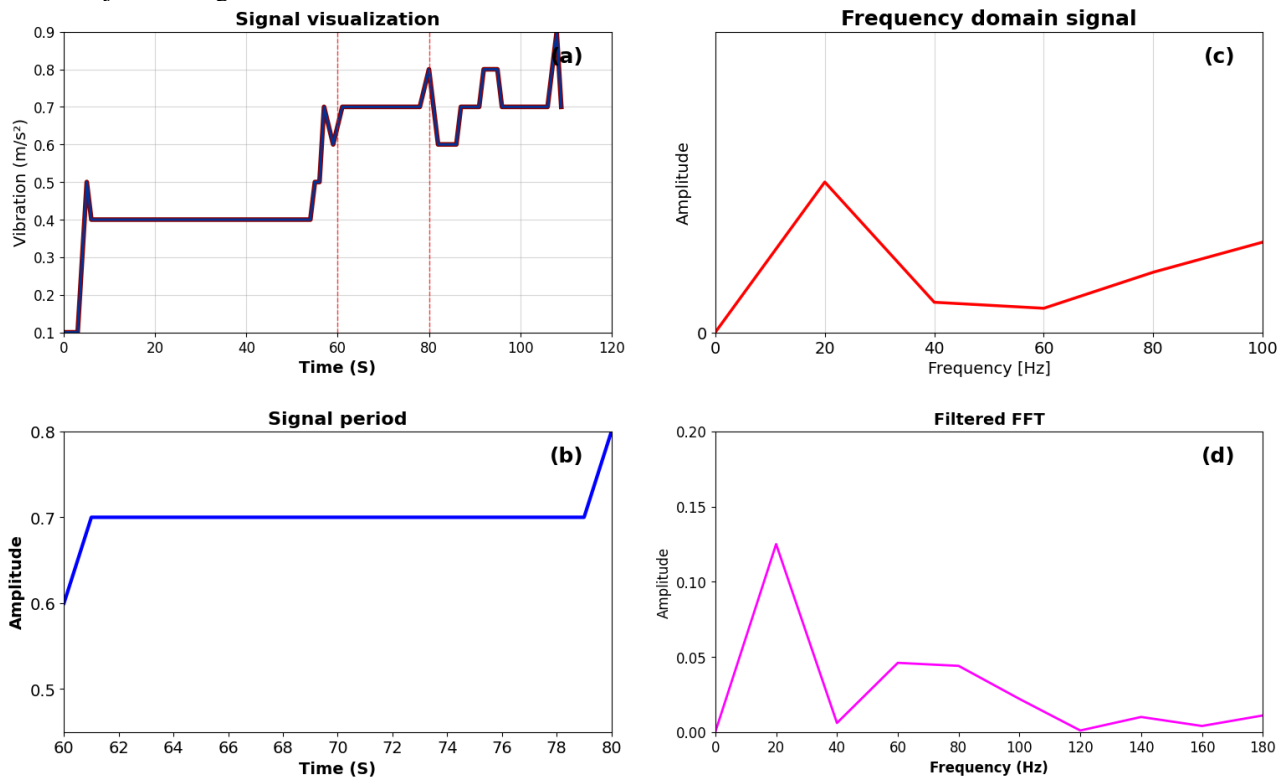 Signal visualization
(a)
Vibration (m/s²)
0.9
0.8
0.7
0.6
0.5
0.4
0.3
0.2
0.1
0 20 40 60 80 100 120
Time (S)
Frequency domain signal
(c)
Amplitude
0
0 20 40 60 80 100
Frequency [Hz]
Signal period
(b)
Amplitude
0.8
0.7
0.6
0.5
60 62 64 66 68 70 72 74 76 78 80
Time (S)
Filtered FFT
(d)
Amplitude
0.20
0.15
0.10
0.05
0.00
0 20 40 60 80 100 120 140 160 180
Frequency (Hz)